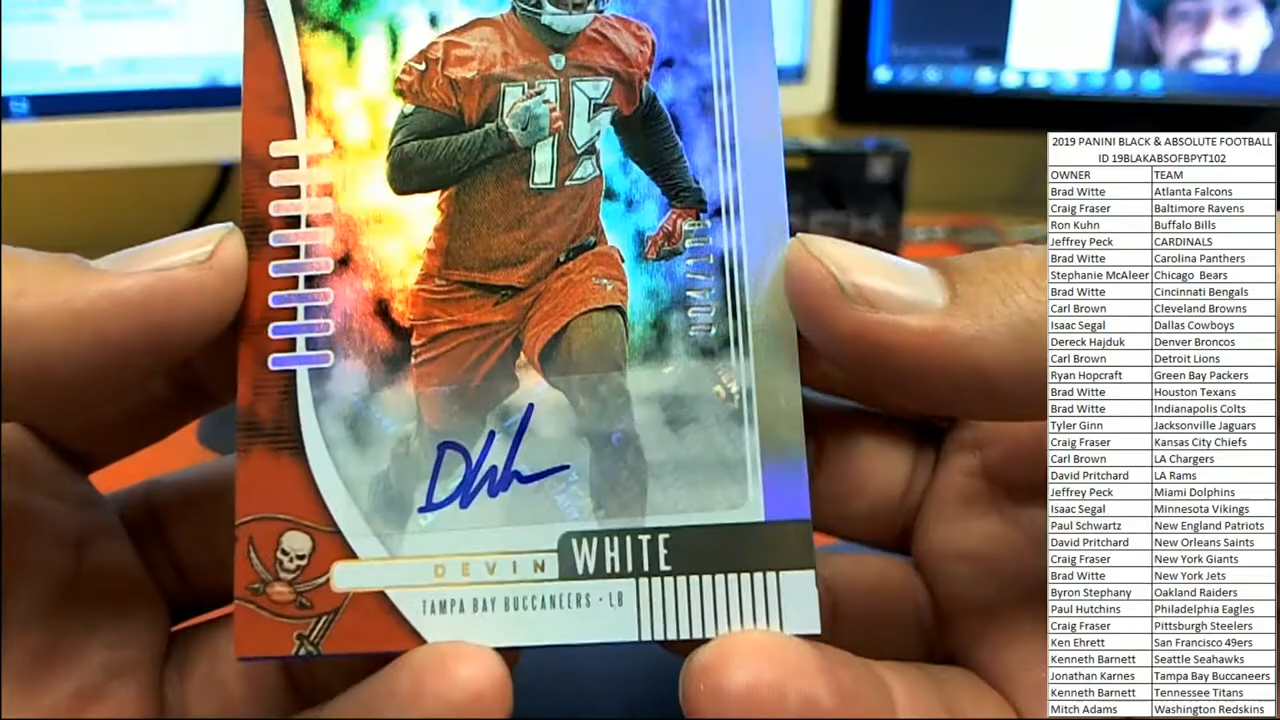 45
004/100
DEVIN WHITE
TAMPA BAY BUCCANEERS • LB
2019 PANINI BLACK & ABSOLUTE FOOTBALL
ID 19BLAKABSOFBPYT102
OWNER TEAM
Brad Witte Atlanta Falcons
Craig Fraser Baltimore Ravens
Ron Kuhn Buffalo Bills
Jeffrey Peck CARDINALS
Brad Witte Carolina Panthers
Stephanie McAleer Chicago Bears
Brad Witte Cincinnati Bengals
Carl Brown Cleveland Browns
Isaac Segal Dallas Cowboys
Dereck Hajduk Denver Broncos
Carl Brown Detroit Lions
Ryan Hopcraft Green Bay Packers
Brad Witte Houston Texans
Brad Witte Indianapolis Colts
Tyler Ginn Jacksonville Jaguars
Craig Fraser Kansas City Chiefs
Carl Brown LA Chargers
David Pritchard LA Rams
Jeffrey Peck Miami Dolphins
Isaac Segal Minnesota Vikings
Paul Schwartz New England Patriots
David Pritchard New Orleans Saints
Craig Fraser New York Giants
Brad Witte New York Jets
Byron Stephany Oakland Raiders
Paul Hutchins Philadelphia Eagles
Craig Fraser Pittsburgh Steelers
Ken Ehrett San Francisco 49ers
Kenneth Barnett Seattle Seahawks
Jonathan Karnes Tampa Bay Buccaneers
Kenneth Barnett Tennessee Titans
Mitch Adams Washington Redskins